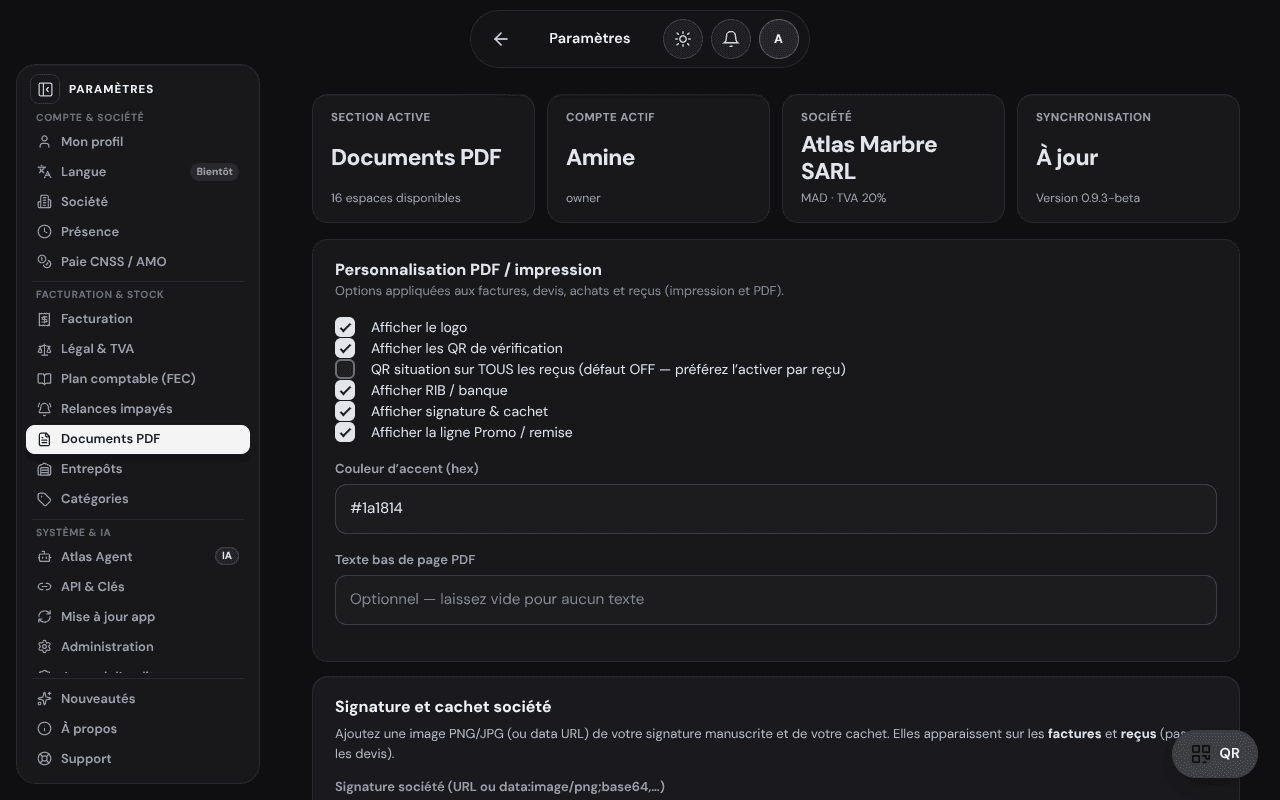 Paramètres
A
PARAMÈTRES
COMPTE & SOCIÉTÉ
Mon profil
Langue
Bientôt
Société
Présence
Paie CNSS / AMO
FACTURATION & STOCK
Facturation
Légal & TVA
Plan comptable (FEC)
Relances impayés
Documents PDF
Entrepôts
Catégories
SYSTÈME & IA
Atlas Agent
IA
API & Clés
Mise à jour app
Administration
Nouveautés
À propos
Support
SECTION ACTIVE
Documents PDF
16 espaces disponibles
COMPTE ACTIF
Amine
owner
SOCIÉTÉ
Atlas Marbre
SARL
MAD · TVA 20%
SYNCHRONISATION
À jour
Version 0.9.3-beta
Personnalisation PDF / impression
Options appliquées aux factures, devis, achats et reçus (impression et PDF).
Afficher le logo
Afficher les QR de vérification
QR situation sur TOUS les reçus (défaut OFF — préférez l’activer par reçu)
Afficher RIB / banque
Afficher signature & cachet
Afficher la ligne Promo / remise
Couleur d’accent (hex)
#1a1814
Texte bas de page PDF
Optionnel — laissez vide pour aucun texte
Signature et cachet société
Ajoutez une image PNG/JPG (ou data URL) de votre signature manuscrite et de votre cachet. Elles apparaissent sur les factures et reçus
les devis).
Signature société (URL ou data:image/png;base64,…)
QR